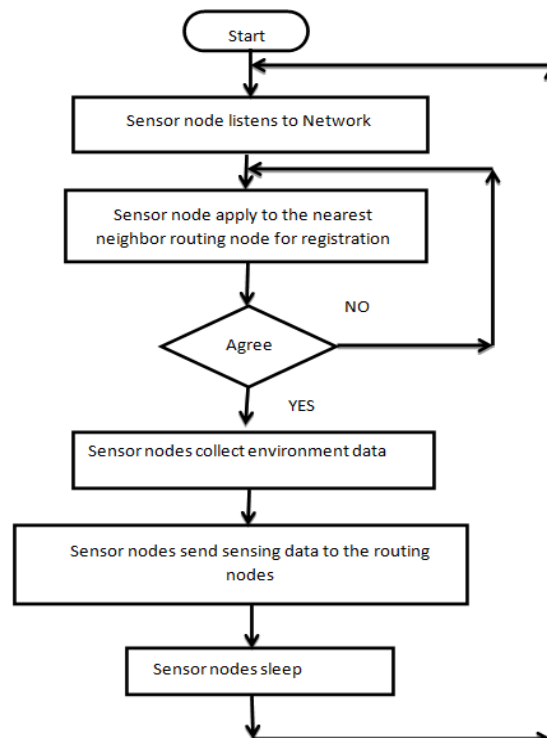 Start
Sensor node listens to Network
Sensor node apply to the nearest
neighbor routing node for registration
NO
Agree
YES
Sensor nodes collect environment data
Sensor nodes send sensing data to the routing
nodes
Sensor nodes sleep